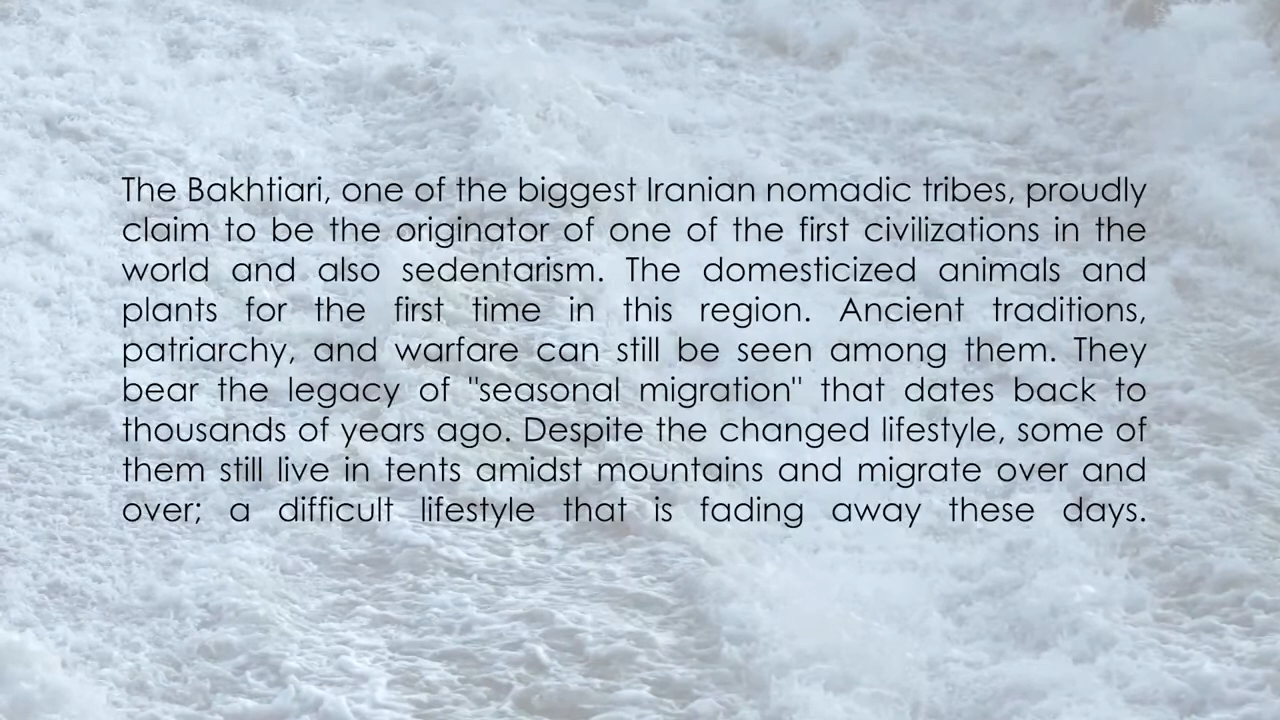 The Bakhtiari, one of the biggest Iranian nomadic tribes, proudly
claim to be the originator of one of the first civilizations in the
world and also sedentarism. The domesticized animals and
plants for the first time in this region. Ancient traditions,
patriarchy, and warfare can still be seen among them. They
bear the legacy of "seasonal migration" that dates back to
thousands of years ago. Despite the changed lifestyle, some of
them still live in tents amidst mountains and migrate over and
over; a difficult lifestyle that is fading away these days.